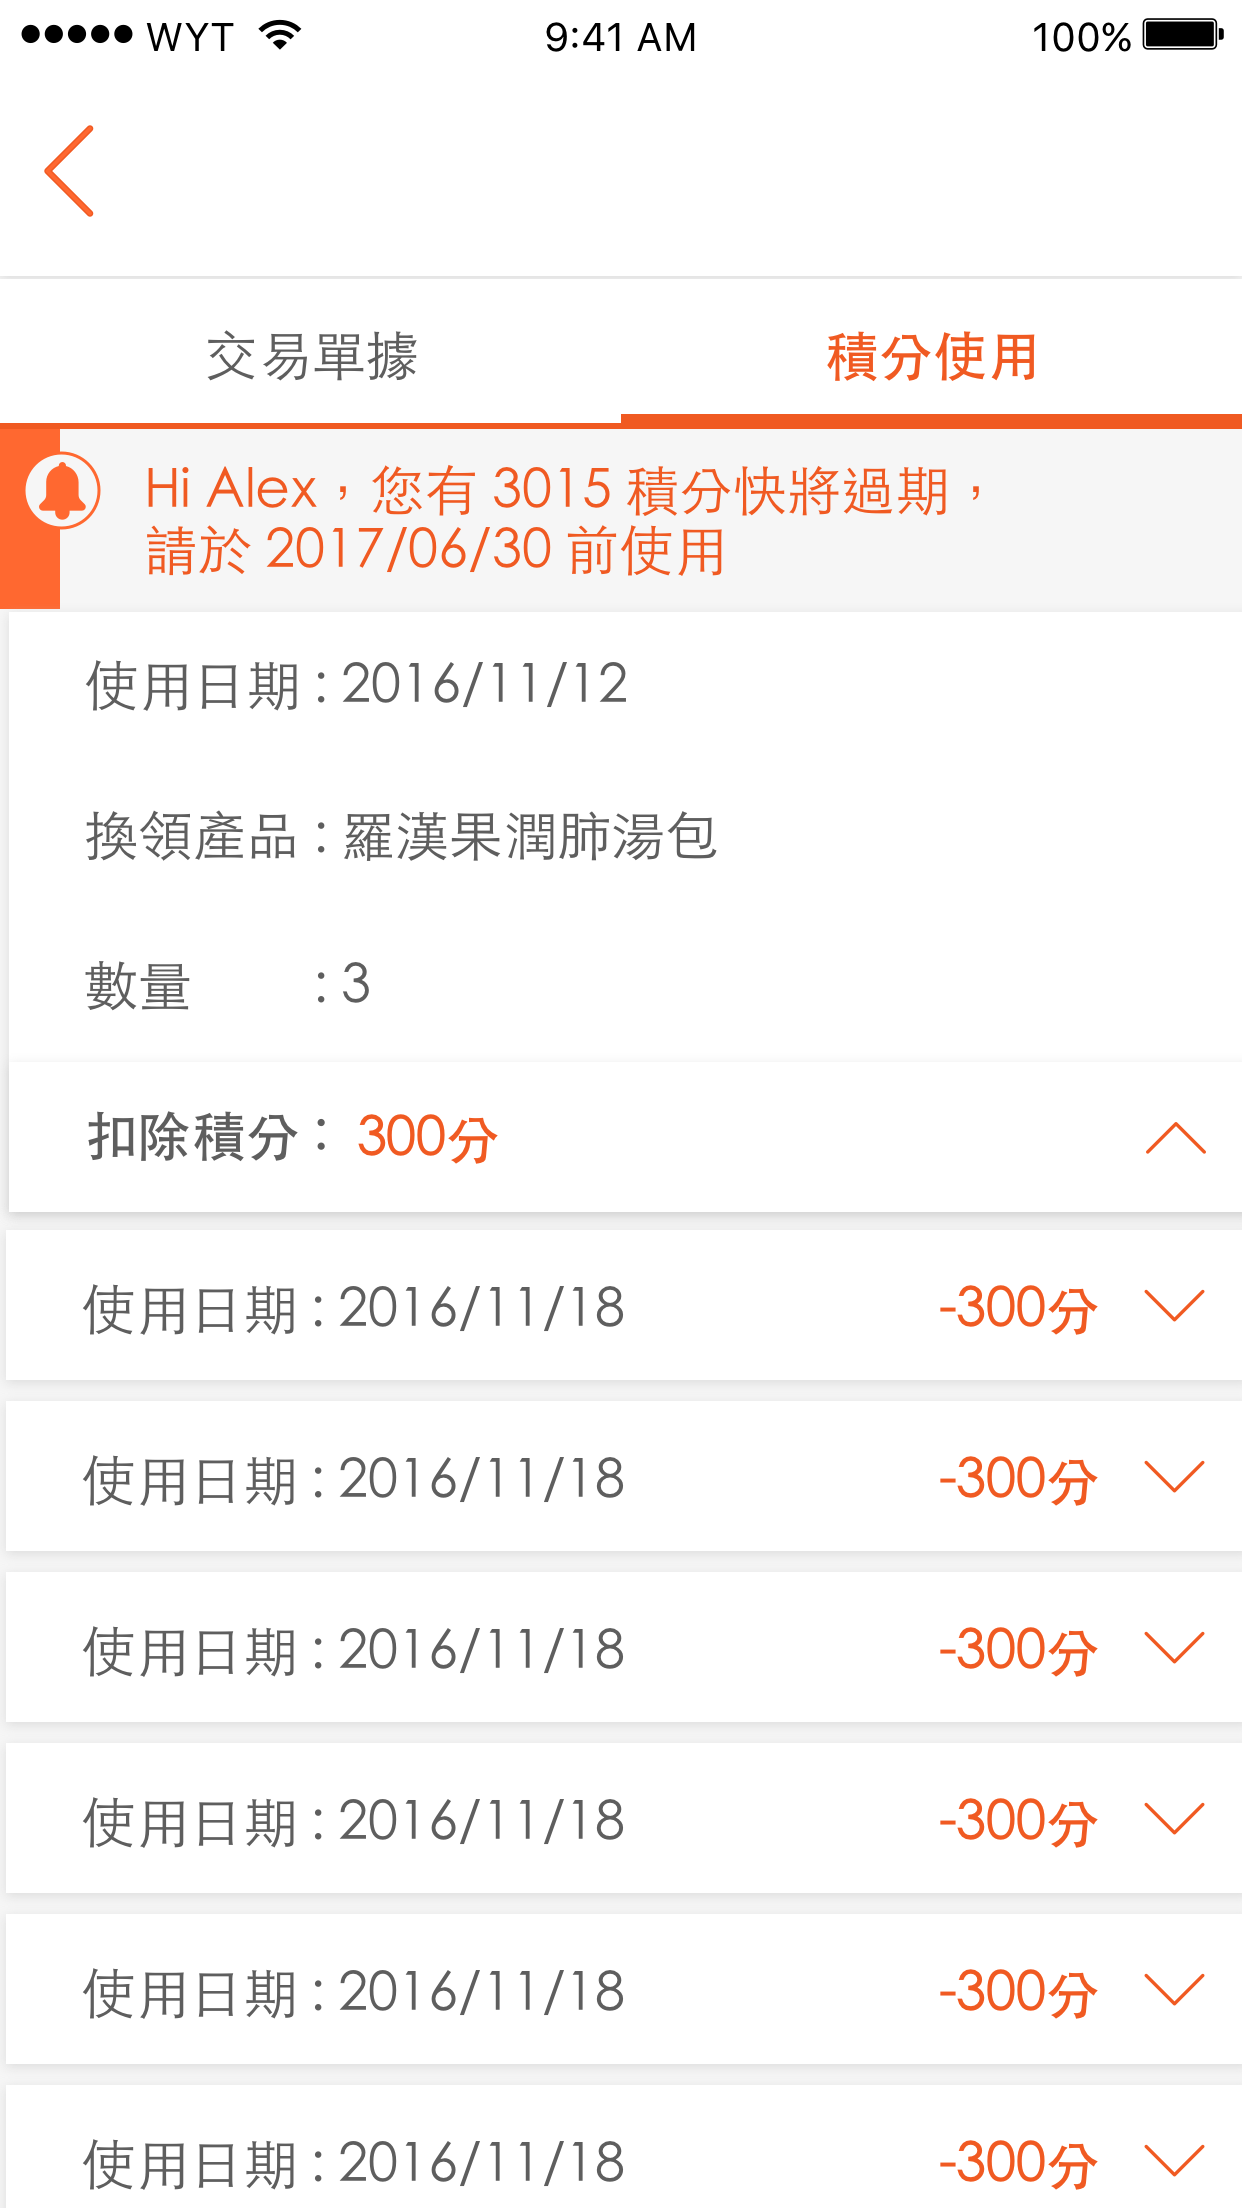 WYT 9:41 AM 100%
交易單據 積分使用
Hi Alex，您有 3015 積分快將過期，
請於 2017/06/30 前使用
使用日期 : 2016/11/12
換領產品 : 羅漢果潤肺湯包
數量 : 3
扣除積分 : 300分
使用日期 : 2016/11/18 -300分
使用日期 : 2016/11/18 -300分
使用日期 : 2016/11/18 -300分
使用日期 : 2016/11/18 -300分
使用日期 : 2016/11/18 -300分
使用日期 : 2016/11/18 -300分